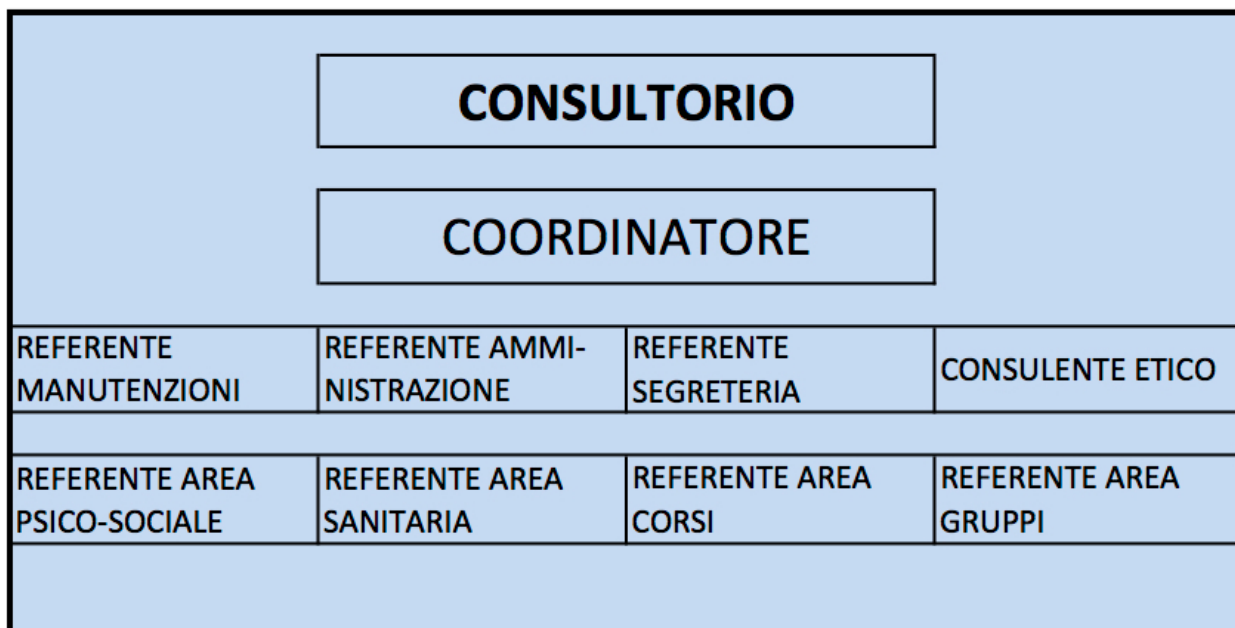 CONSULTORIO
COORDINATORE
REFERENTE
MANUTENZIONI
REFERENTE AMMI-
NISTRAZIONE
REFERENTE
SEGRETERIA
CONSULENTE ETICO
REFERENTE AREA
PSICO-SOCIALE
REFERENTE AREA
SANITARIA
REFERENTE AREA
CORSI
REFERENTE AREA
GRUPPI